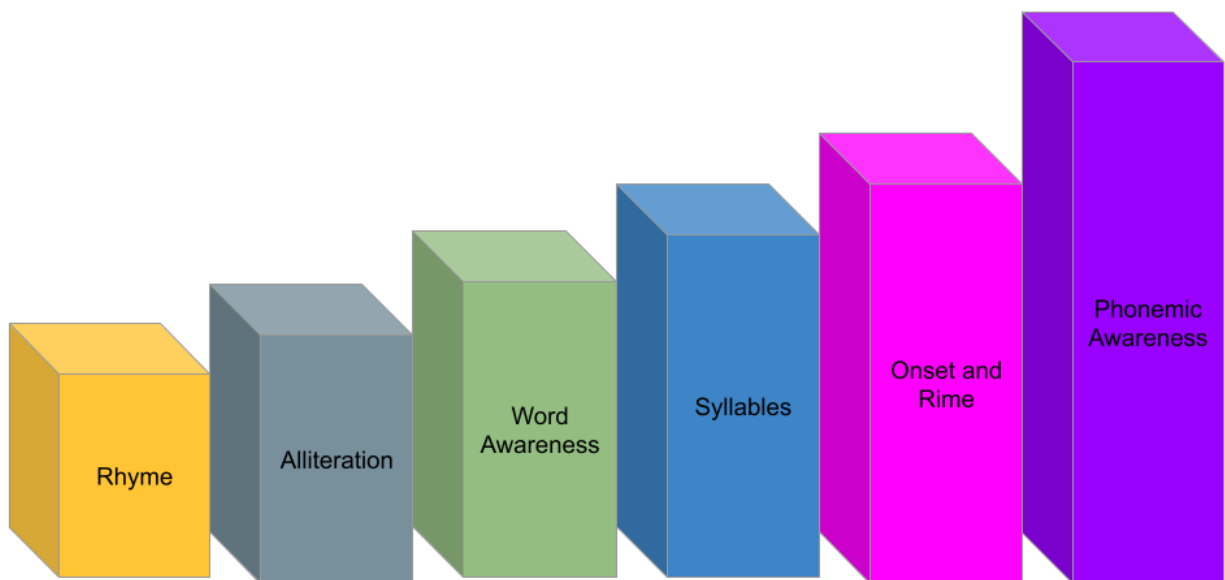 Rhyme
Alliteration
Word
Awareness
Syllables
Onset and
Rime
Phonemic
Awareness